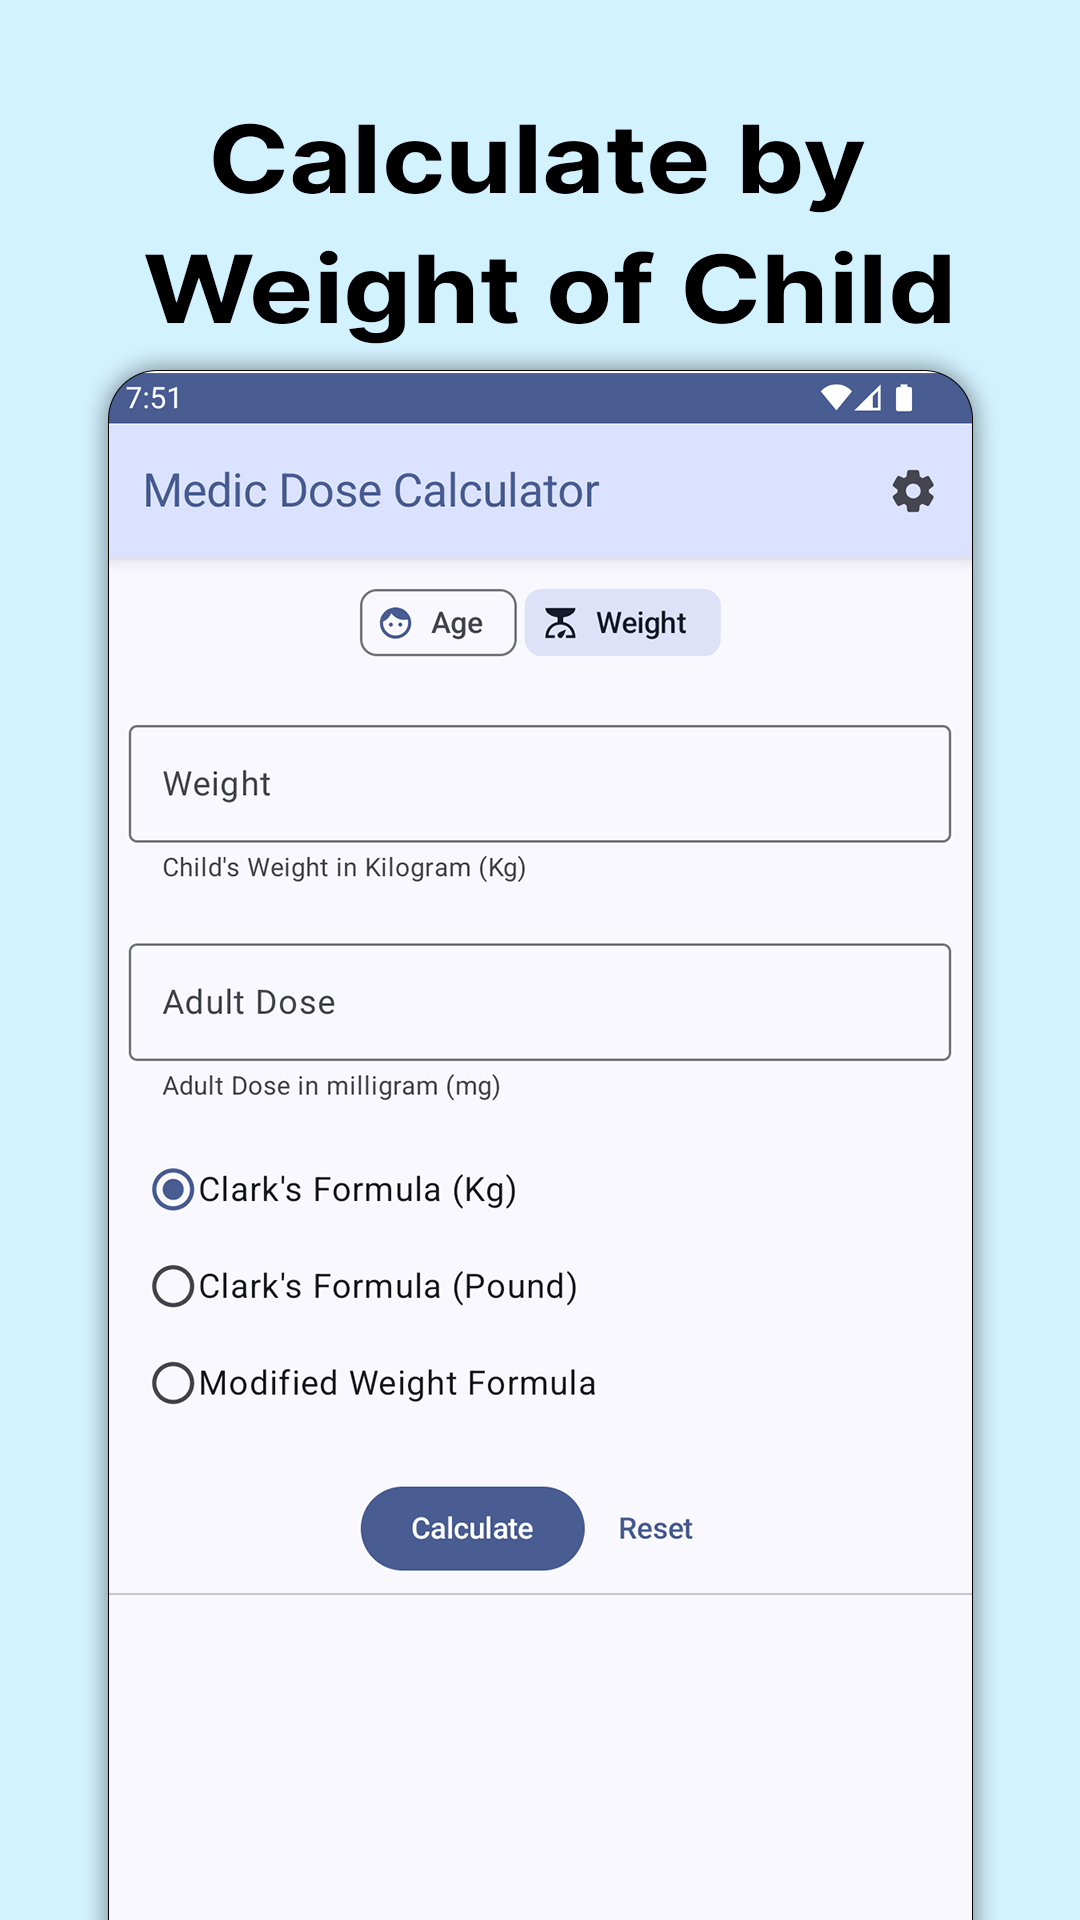 Calculate by
Weight of Child
7:51
Medic Dose Calculator
Age
Weight
Weight
Child's Weight in Kilogram (Kg)
Adult Dose
Adult Dose in milligram (mg)
Clark's Formula (Kg)
Clark's Formula (Pound)
Modified Weight Formula
Calculate
Reset